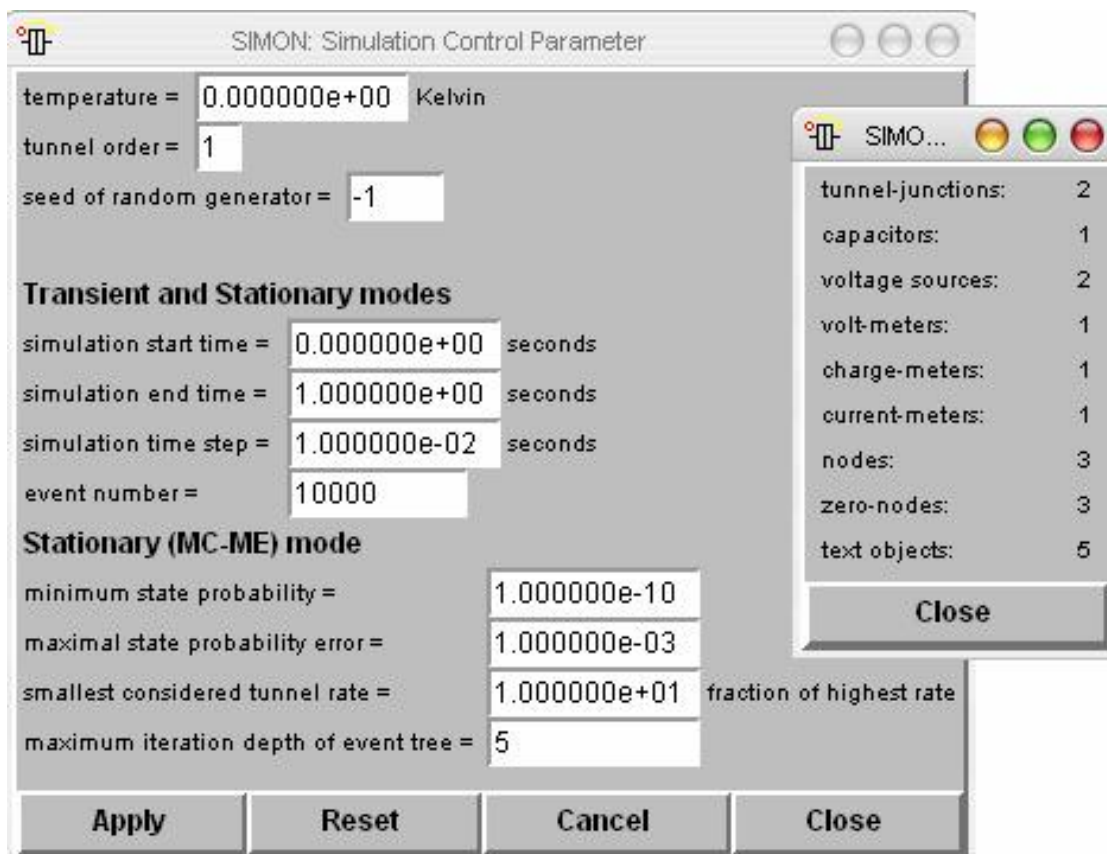 SIMON: Simulation Control Parameter
temperature = 0.000000e+00 Kelvin
tunnel order = 1
seed of random generator = -1
Transient and Stationary modes
simulation start time = 0.000000e+00 seconds
simulation end time = 1.000000e+00 seconds
simulation time step = 1.000000e-02 seconds
event number = 10000
Stationary (MC-ME) mode
minimum state probability = 1.000000e-10
maximal state probability error = 1.000000e-03
smallest considered tunnel rate = 1.000000e+01 fraction of highest rate
maximum iteration depth of event tree = 5
Apply Reset Cancel Close
SIMO...
tunnel-junctions: 2
capacitors: 1
voltage sources: 2
volt-meters: 1
charge-meters: 1
current-meters: 1
nodes: 3
zero-nodes: 3
text objects: 5
Close